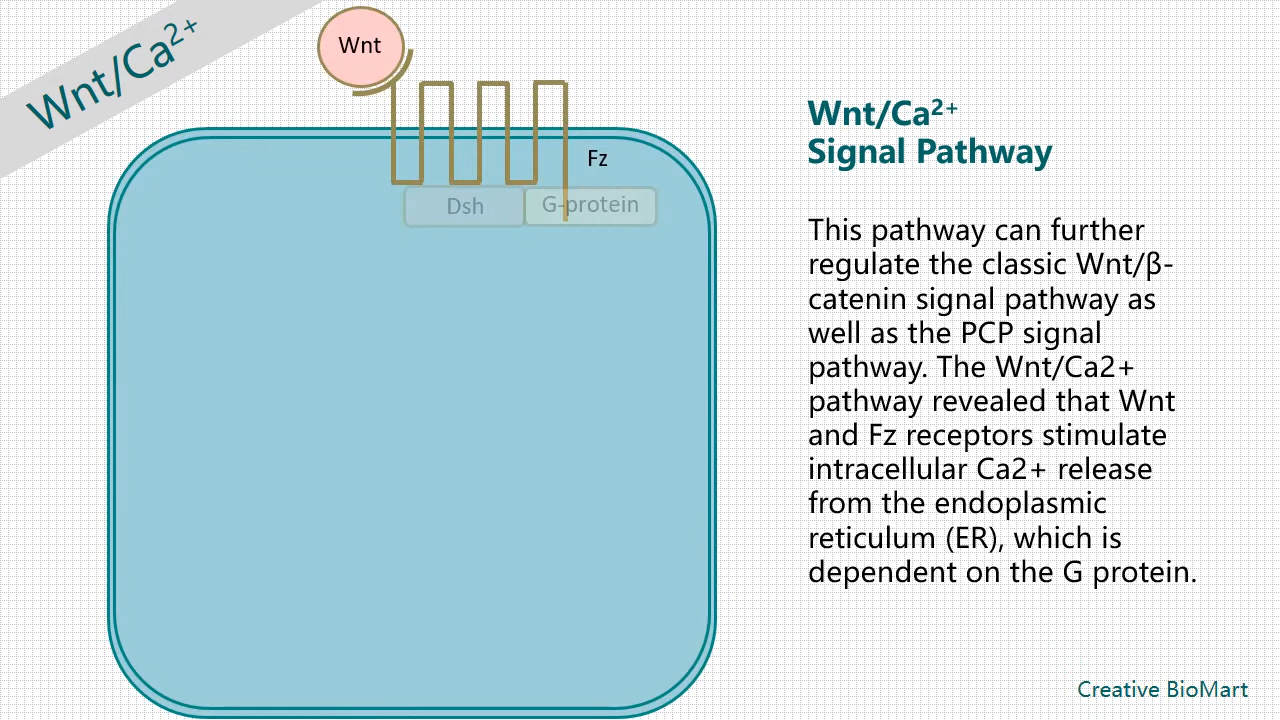 Wnt/Ca²⁺
Wnt
Fz
Dsh
G-protein
Wnt/Ca²⁺
Signal Pathway
This pathway can further
regulate the classic Wnt/β-
catenin signal pathway as
well as the PCP signal
pathway. The Wnt/Ca2+
pathway revealed that Wnt
and Fz receptors stimulate
intracellular Ca2+ release
from the endoplasmic
reticulum (ER), which is
dependent on the G protein.
Creative BioMart